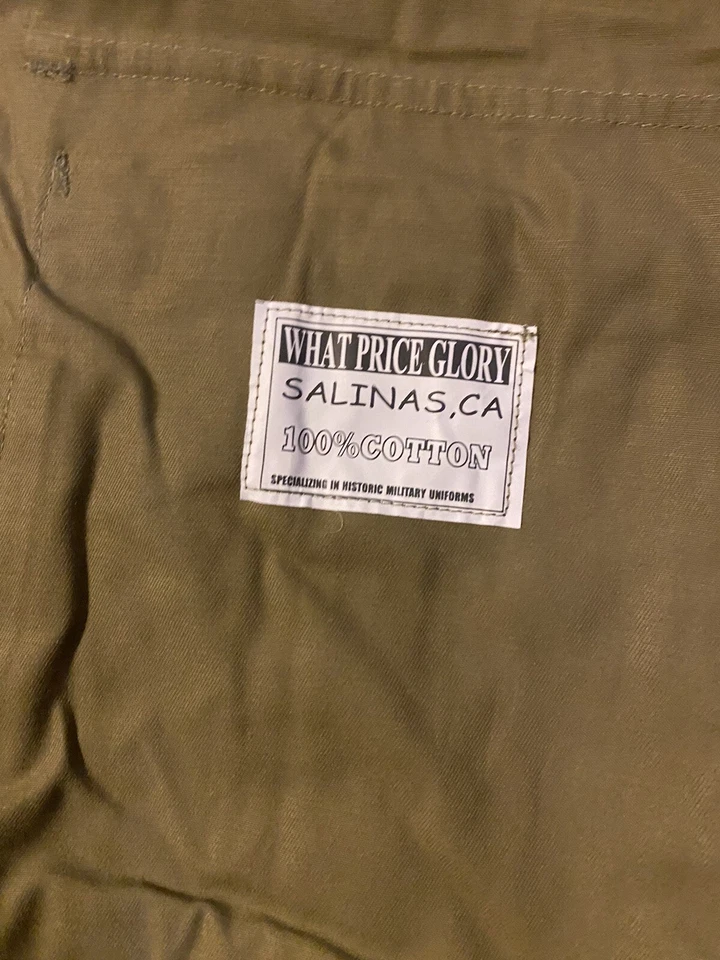 WHAT PRICE GLORY
SALINAS,CA
100%COTTON
SPECIALIZING IN HISTORIC MILITARY UNIFORMS